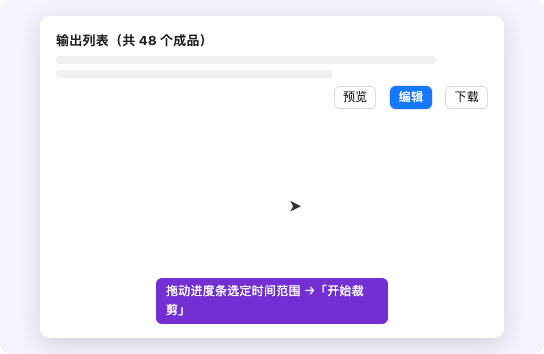 输出列表（共 48 个成品）
预览 编辑 下载
拖动进度条选定时间范围 →「开始裁
剪」